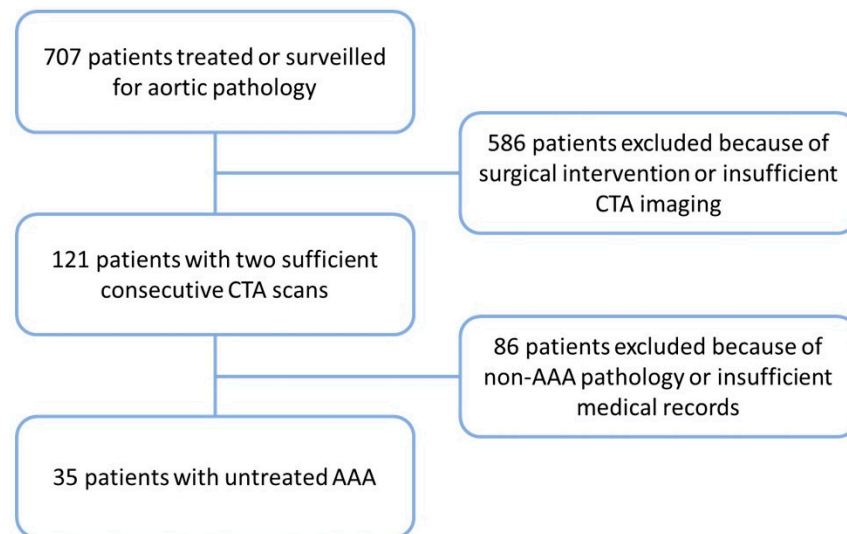 707 patients treated or surveilled
for aortic pathology
586 patients excluded because of
surgical intervention or insufficient
CTA imaging
121 patients with two sufficient
consecutive CTA scans
86 patients excluded because of
non-AAA pathology or insufficient
medical records
35 patients with untreated AAA